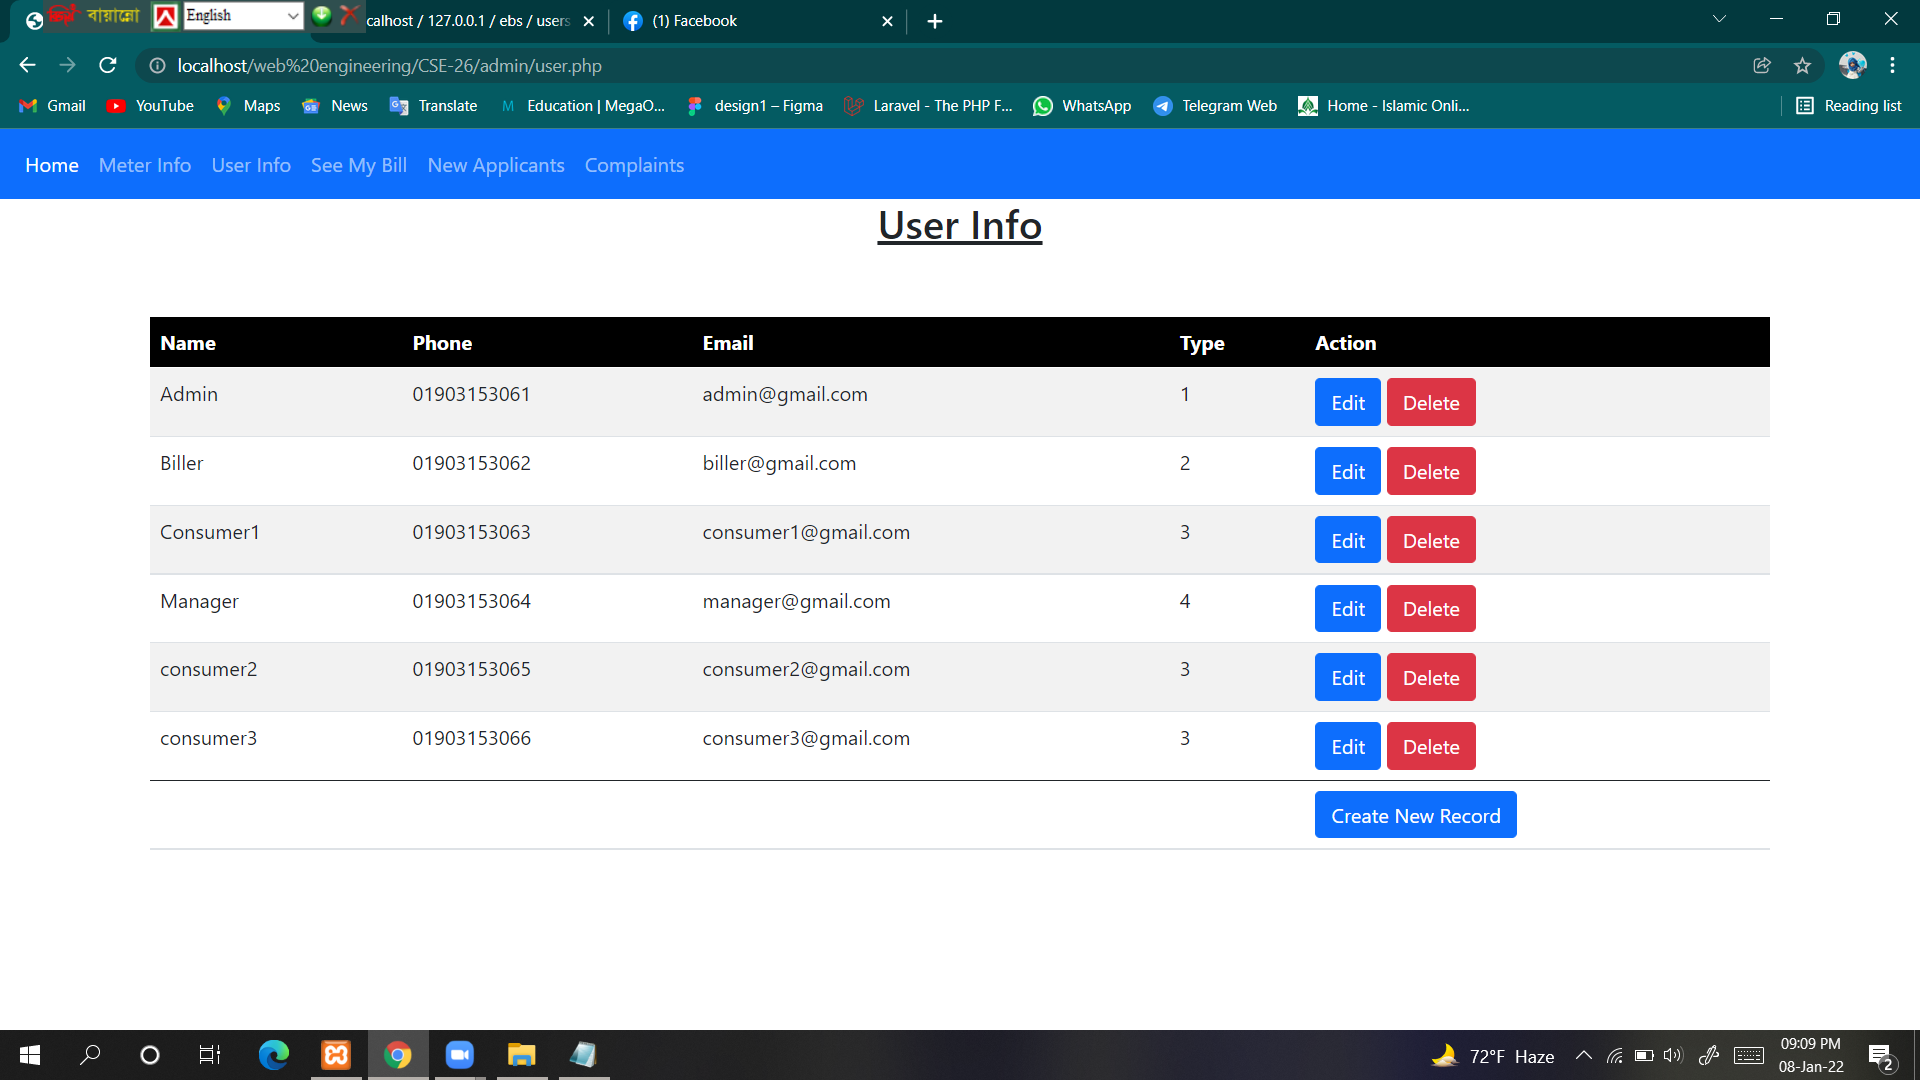 বায়ান্নো English calhost / 127.0.0.1 / ebs / users (1) Facebook
localhost/web%20engineering/CSE-26/admin/user.php
Gmail YouTube Maps News Translate Education | MegaO... design1 – Figma Laravel - The PHP F... WhatsApp Telegram Web Home - Islamic Onli... Reading list
Home Meter Info User Info See My Bill New Applicants Complaints
User Info
Name Phone Email Type Action
Admin 01903153061 admin@gmail.com 1 Edit Delete
Biller 01903153062 biller@gmail.com 2 Edit Delete
Consumer1 01903153063 consumer1@gmail.com 3 Edit Delete
Manager 01903153064 manager@gmail.com 4 Edit Delete
consumer2 01903153065 consumer2@gmail.com 3 Edit Delete
consumer3 01903153066 consumer3@gmail.com 3 Edit Delete
Create New Record
72°F Haze
09:09 PM
08-Jan-22
2